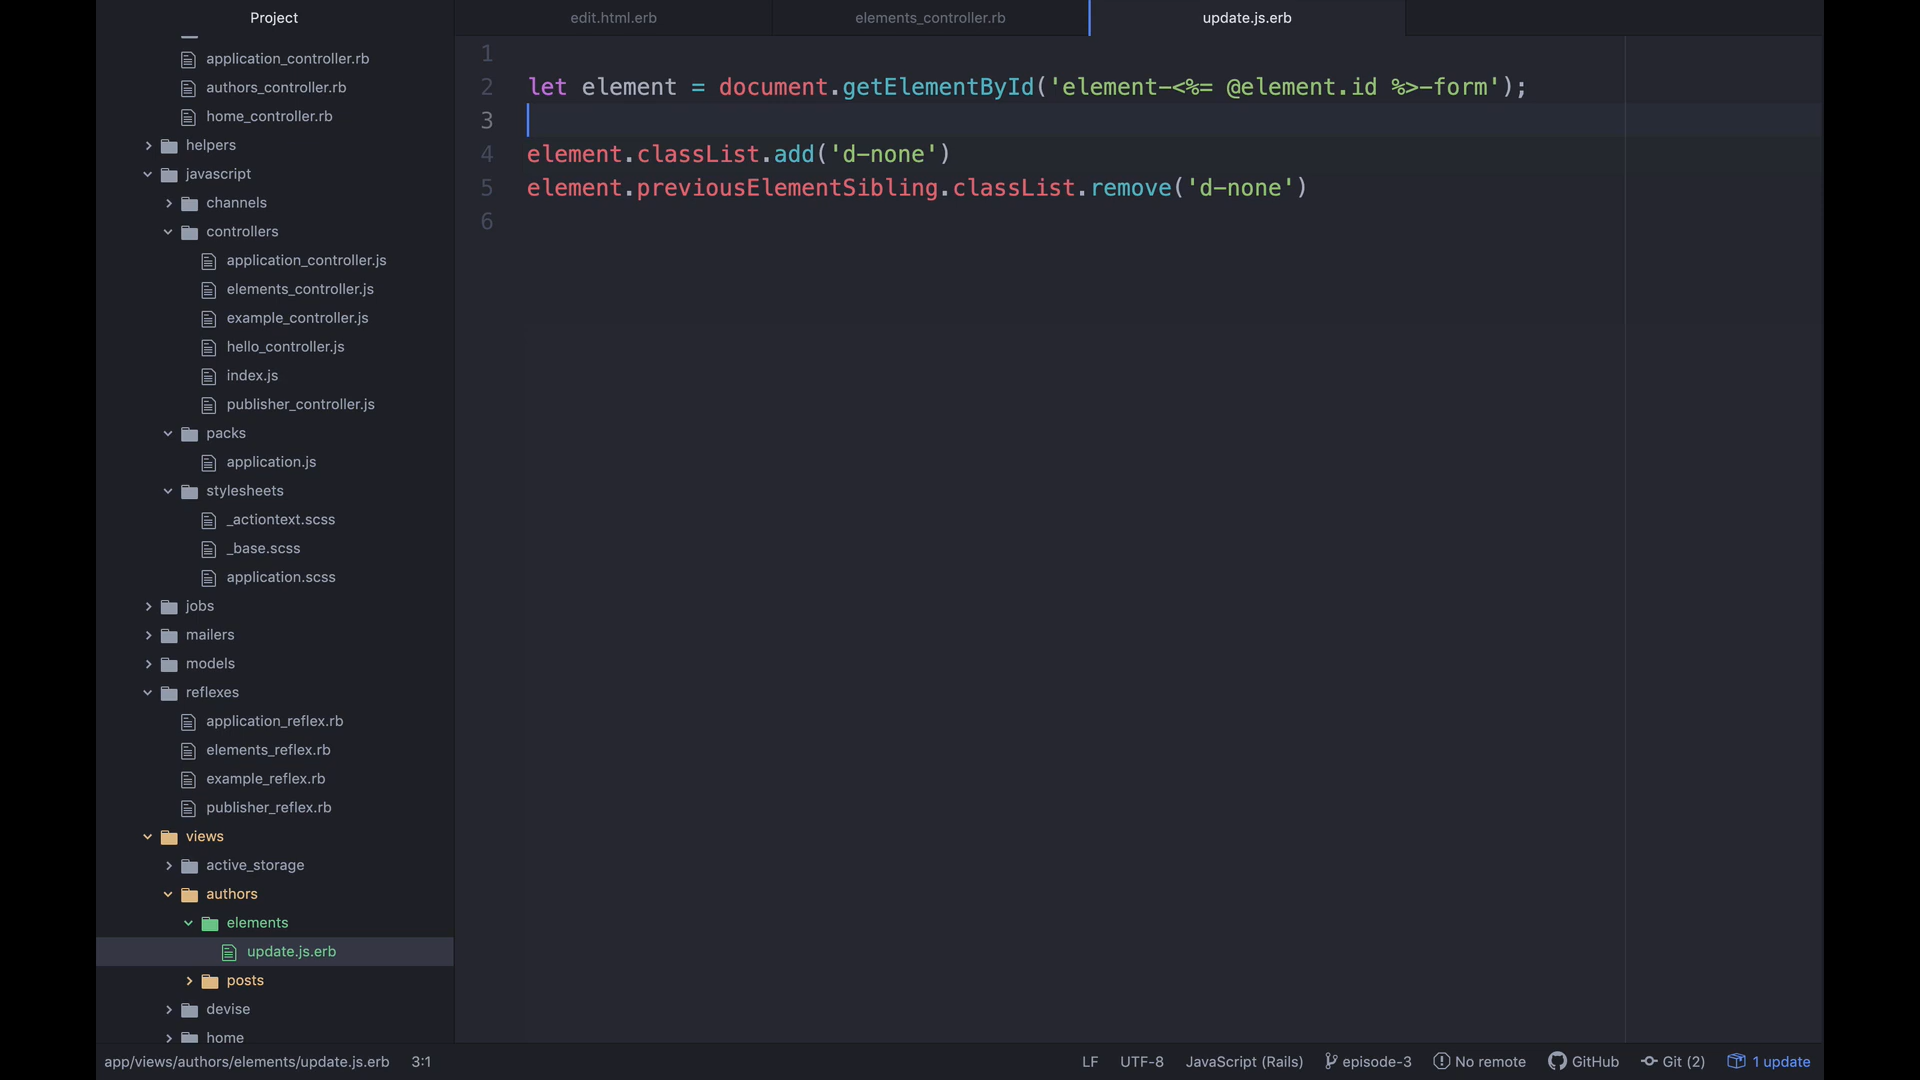 Project
application_controller.rb
authors_controller.rb
home_controller.rb
helpers
javascript
channels
controllers
application_controller.js
elements_controller.js
example_controller.js
hello_controller.js
index.js
publisher_controller.js
packs
application.js
stylesheets
_actiontext.scss
_base.scss
application.scss
jobs
mailers
models
reflexes
application_reflex.rb
elements_reflex.rb
example_reflex.rb
publisher_reflex.rb
views
active_storage
authors
elements
update.js.erb
posts
devise
home
edit.html.erb elements_controller.rb update.js.erb
1
2 let element = document.getElementById('element-<%= @element.id %>-form');
3
4 element.classList.add('d-none')
5 element.previousElementSibling.classList.remove('d-none')
6
app/views/authors/elements/update.js.erb 3:1 LF UTF-8 JavaScript (Rails) episode-3 No remote GitHub Git (2) 1 update